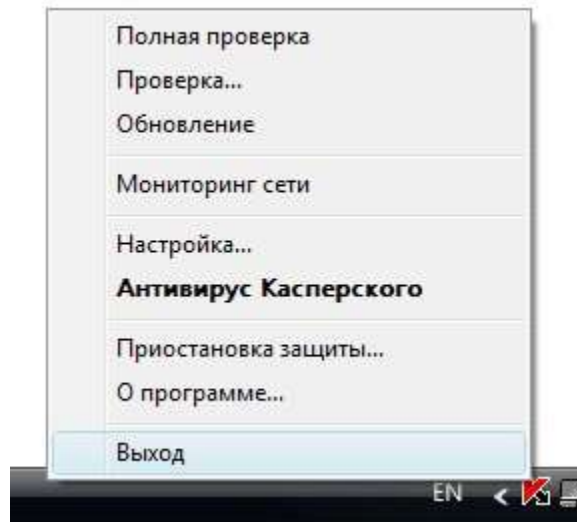 Полная проверка
Проверка...
Обновление
Мониторинг сети
Настройка...
Антивирус Касперского
Приостановка защиты...
О программе...
Выход
EN